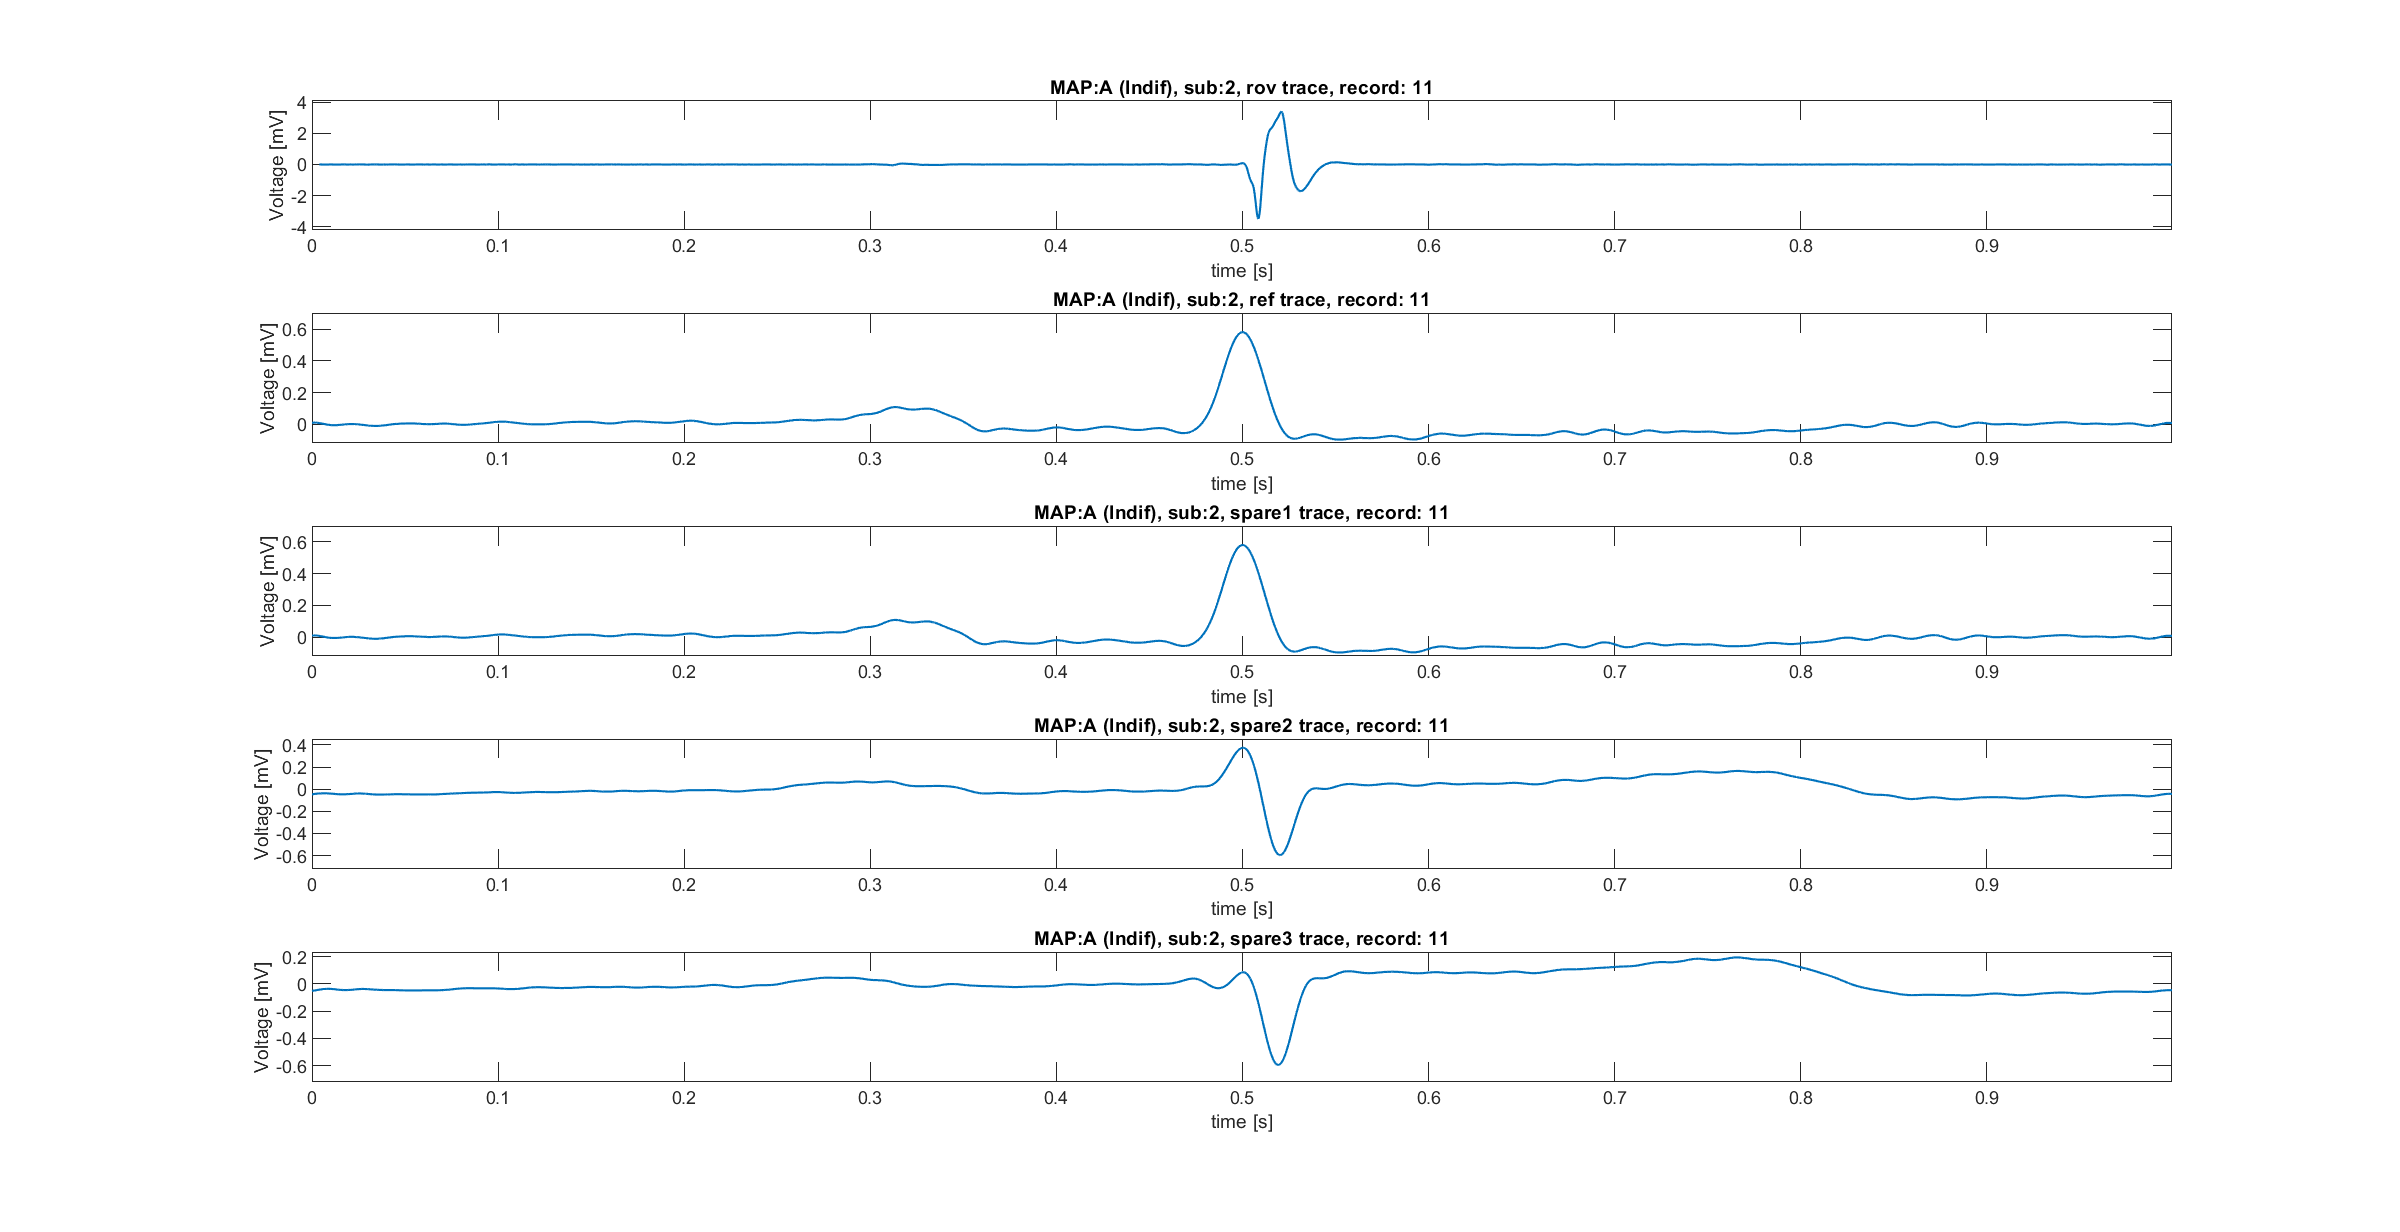 MAP:A (Indif), sub:2, rov trace, record: 11
Voltage [mV]
4
2
0
-2
-4
0 0.1 0.2 0.3 0.4 0.5 0.6 0.7 0.8 0.9
time [s]
MAP:A (Indif), sub:2, ref trace, record: 11
Voltage [mV]
0.6
0.4
0.2
0
0 0.1 0.2 0.3 0.4 0.5 0.6 0.7 0.8 0.9
time [s]
MAP:A (Indif), sub:2, spare1 trace, record: 11
Voltage [mV]
0.6
0.4
0.2
0
0 0.1 0.2 0.3 0.4 0.5 0.6 0.7 0.8 0.9
time [s]
MAP:A (Indif), sub:2, spare2 trace, record: 11
Voltage [mV]
0.4
0.2
0
-0.2
-0.4
-0.6
0 0.1 0.2 0.3 0.4 0.5 0.6 0.7 0.8 0.9
time [s]
MAP:A (Indif), sub:2, spare3 trace, record: 11
Voltage [mV]
0.2
0
-0.2
-0.4
-0.6
0 0.1 0.2 0.3 0.4 0.5 0.6 0.7 0.8 0.9
time [s]